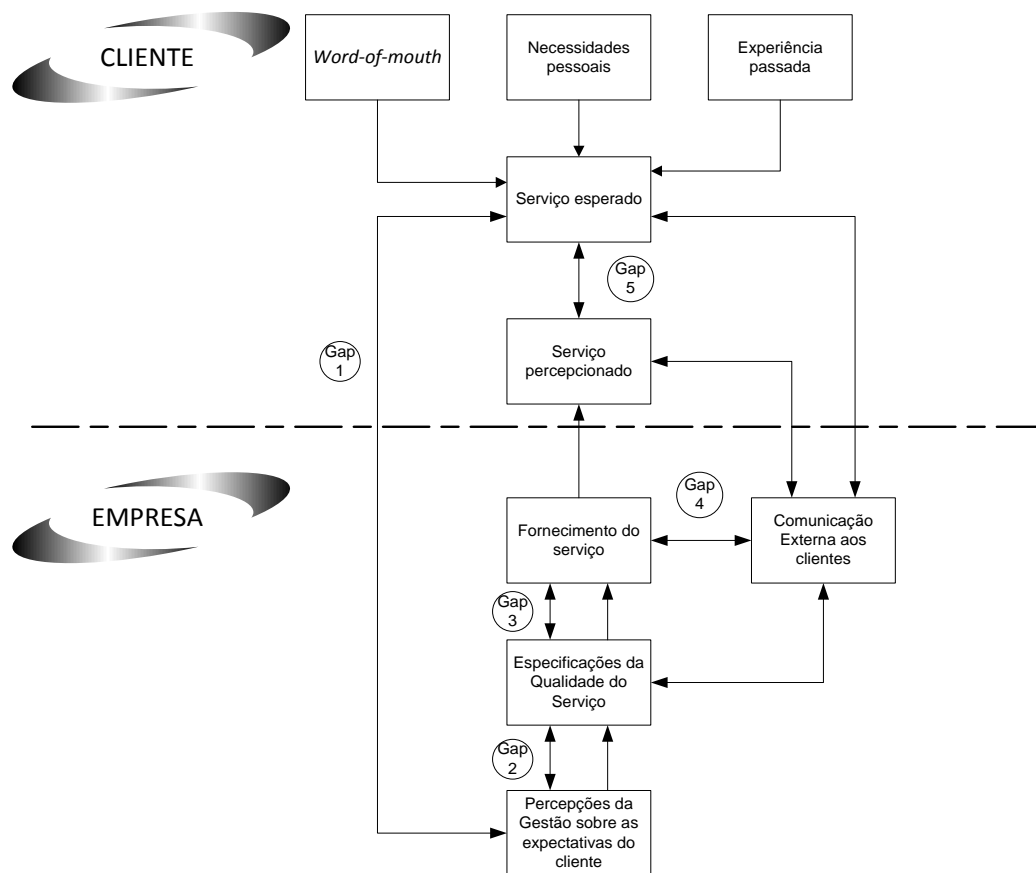 CLIENTE
Word-of-mouth
Necessidades
pessoais
Experiência
passada
Serviço esperado
Gap
5
Gap
1
Serviço
percepcionado
EMPRESA
Gap
4
Fornecimento do
serviço
Comunicação
Externa aos
clientes
Gap
3
Especificações da
Qualidade do
Serviço
Gap
2
Percepções da
Gestão sobre as
expectativas do
cliente